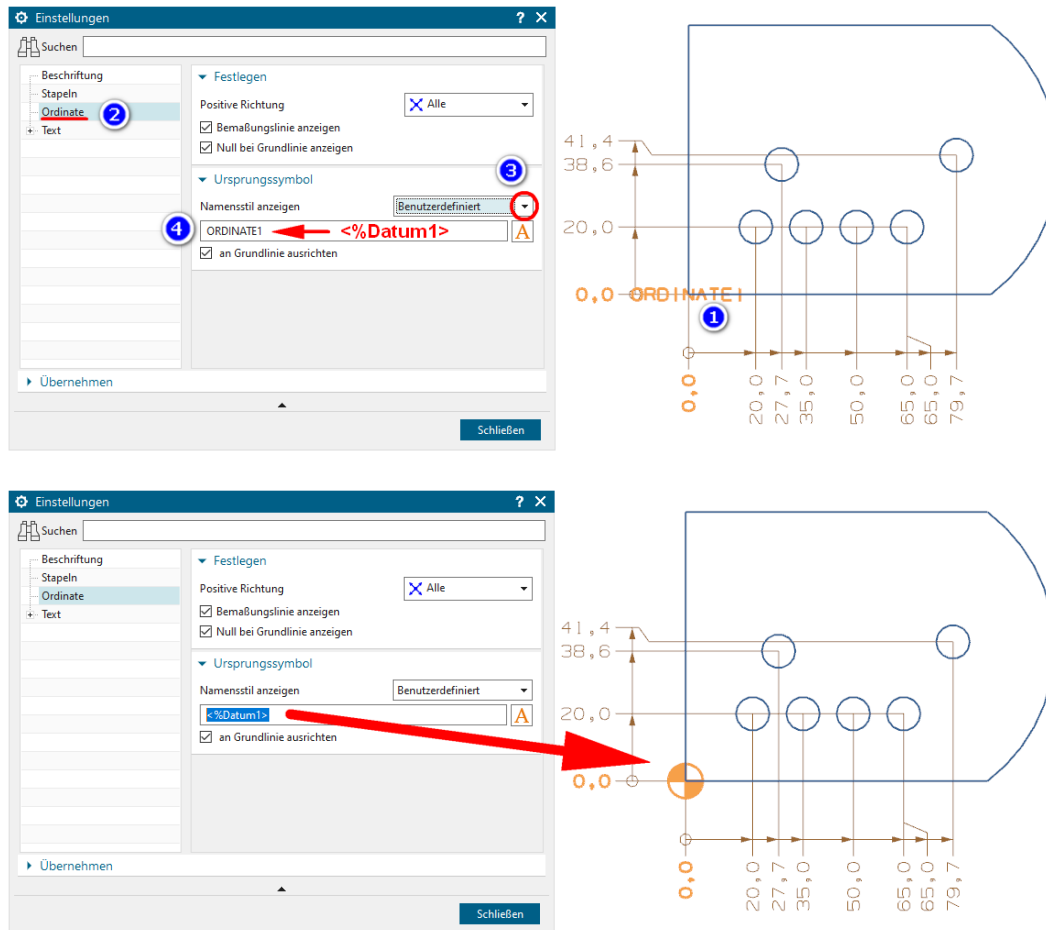 Einstellungen ? X
Suchen
Beschriftung
Stapeln
Ordinate 2
Text
Festlegen
Positive Richtung Alle
Bemaßungslinie anzeigen
Null bei Grundlinie anzeigen
Ursprungssymbol 3
Namensstil anzeigen Benutzerdefiniert
4 ORDINATE1 <%Datum1> A
an Grundlinie ausrichten
Übernehmen
Schließen
41,4
38,6
20,0
0,0 ORDINATE1
1
0,0 20,0 27,7 35,0 50,0 65,0 65,0 79,7
Einstellungen ? X
Suchen
Beschriftung
Stapeln
Ordinate
Text
Festlegen
Positive Richtung Alle
Bemaßungslinie anzeigen
Null bei Grundlinie anzeigen
Ursprungssymbol
Namensstil anzeigen Benutzerdefiniert
<%Datum1> A
an Grundlinie ausrichten
Übernehmen
Schließen
41,4
38,6
20,0
0,0
0,0 20,0 27,7 35,0 50,0 65,0 65,0 79,7